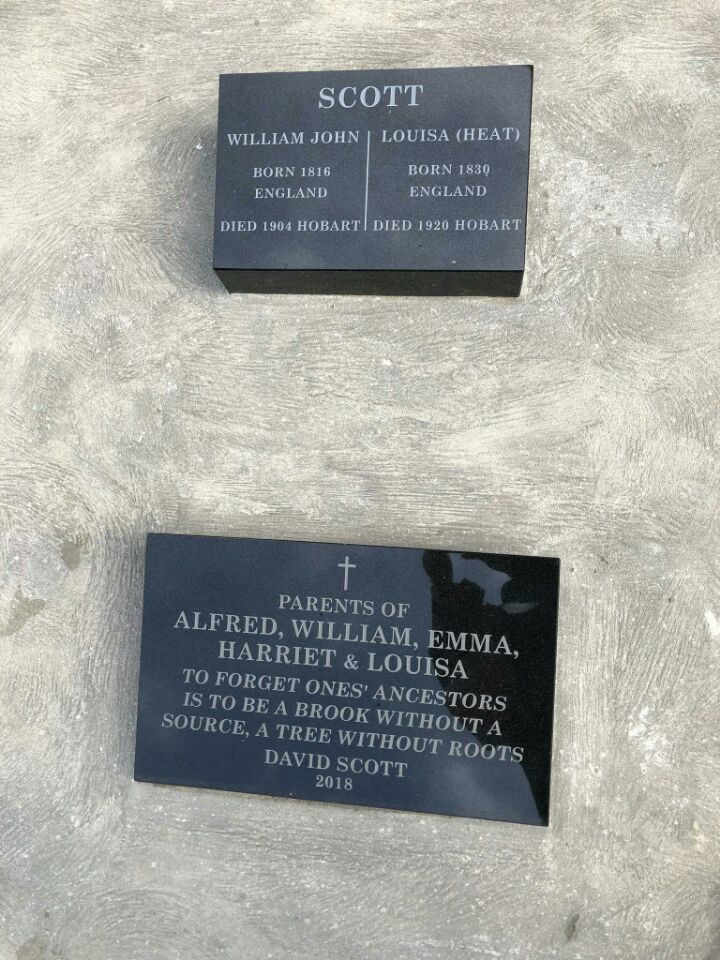 SCOTT
WILLIAM JOHN
BORN 1816
ENGLAND
DIED 1904 HOBART
LOUISA (HEAT)
BORN 1830
ENGLAND
DIED 1920 HOBART
PARENTS OF
ALFRED, WILLIAM, EMMA,
HARRIET & LOUISA
TO FORGET ONES' ANCESTORS
IS TO BE A BROOK WITHOUT A
SOURCE, A TREE WITHOUT ROOTS
DAVID SCOTT
2018